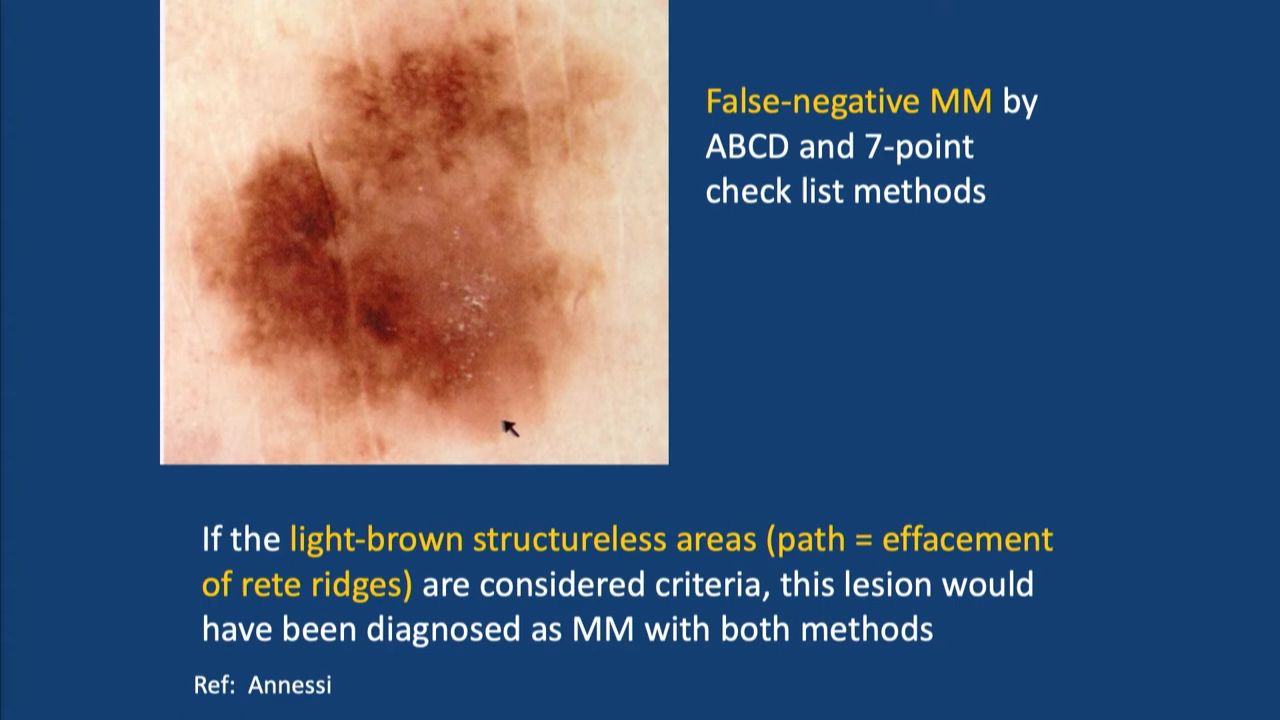 False-negative MM by
ABCD and 7-point
check list methods
If the light-brown structureless areas (path = effacement
of rete ridges) are considered criteria, this lesion would
have been diagnosed as MM with both methods
Ref: Annessi